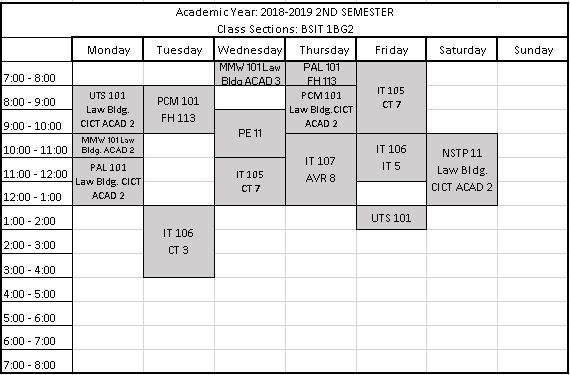 Academic Year: 2018-2019 2ND SEMESTER
Class Sections: BSIT 1BG2
Monday Tuesday Wednesday Thursday Friday Saturday Sunday
7:00 - 8:00
8:00 - 9:00
9:00 - 10:00
10:00 - 11:00
11:00 - 12:00
12:00 - 1:00
1:00 - 2:00
2:00 - 3:00
3:00 - 4:00
4:00 - 5:00
5:00 - 6:00
6:00 - 7:00
7:00 - 8:00
UTS 101
Law Bldg.
CICT ACAD 2
MMW 101 Law
Bldg. ACAD 2
PAL 101
Law Bldg. CICT
ACAD 2
PCM 101
FH 113
IT 106
CT 3
MMW 101 Law
Bldg ACAD 3
PE 11
IT 105
CT 7
PAL 101
FH 113
PCM 101
Law Bldg.CICT
ACAD 2
IT 107
AVR 8
IT 105
CT 7
IT 106
IT 5
UTS 101
NSTP 11
Law Bldg.
CICT ACAD 2